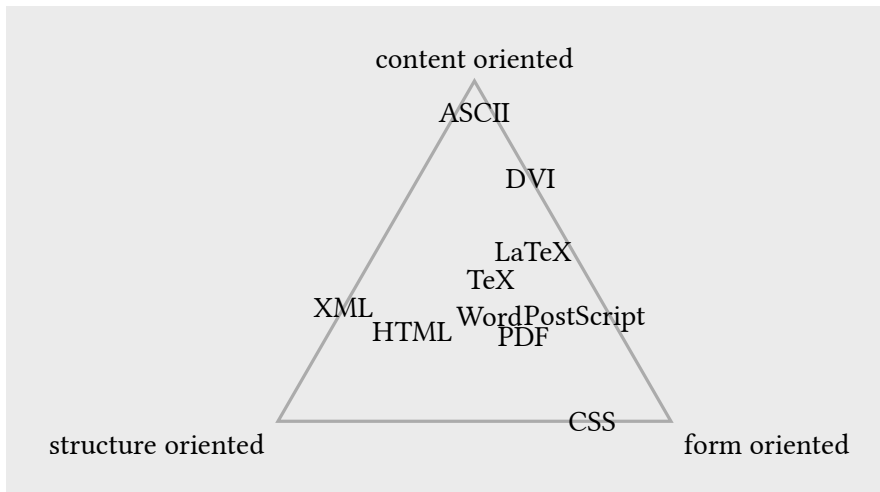 content oriented
ASCII
DVI
LaTeX
TeX
XML
WordPostScript
HTML
PDF
CSS
structure oriented
form oriented